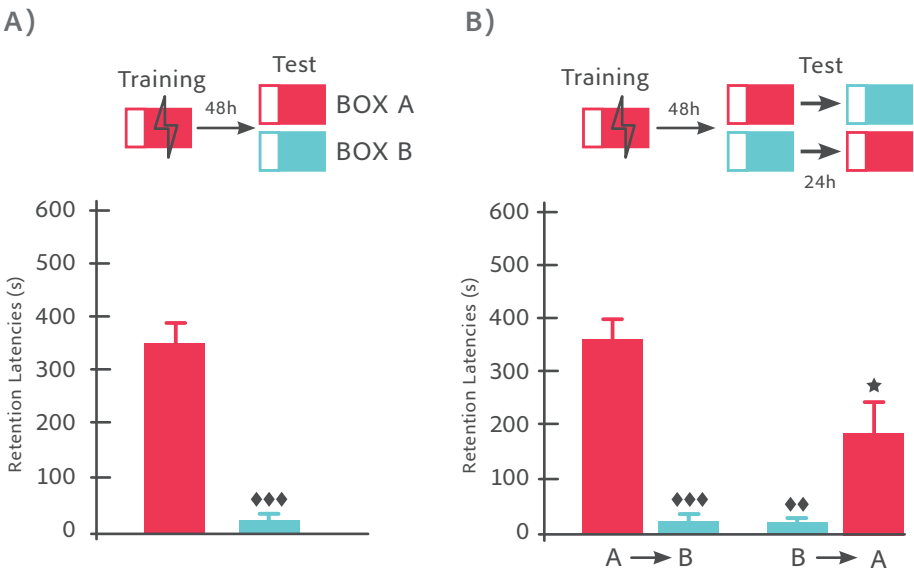 A)
Training
48h
Test
BOX A
BOX B
Retention Latencies (s)
600
500
400
300
200
100
0
♦♦♦
B)
Training
48h
Test
24h
Retention Latencies (s)
600
500
400
300
200
100
0
♦♦♦
♦♦
★
A → B
B → A